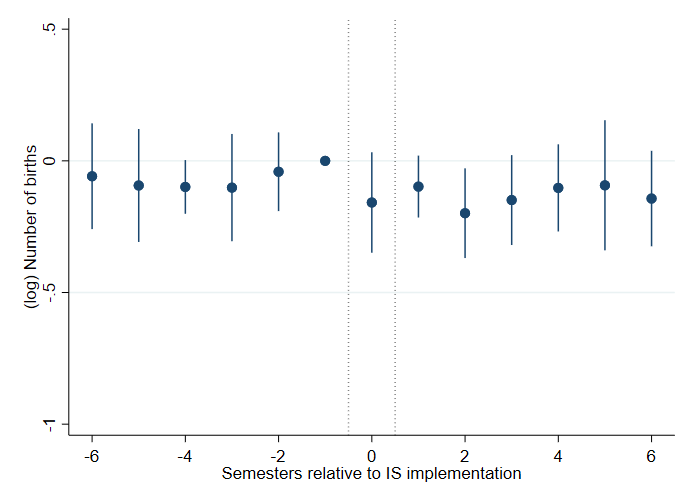 (log) Number of births
.5
0
-.5
-1
-6 -4 -2 0 2 4 6
Semesters relative to IS implementation